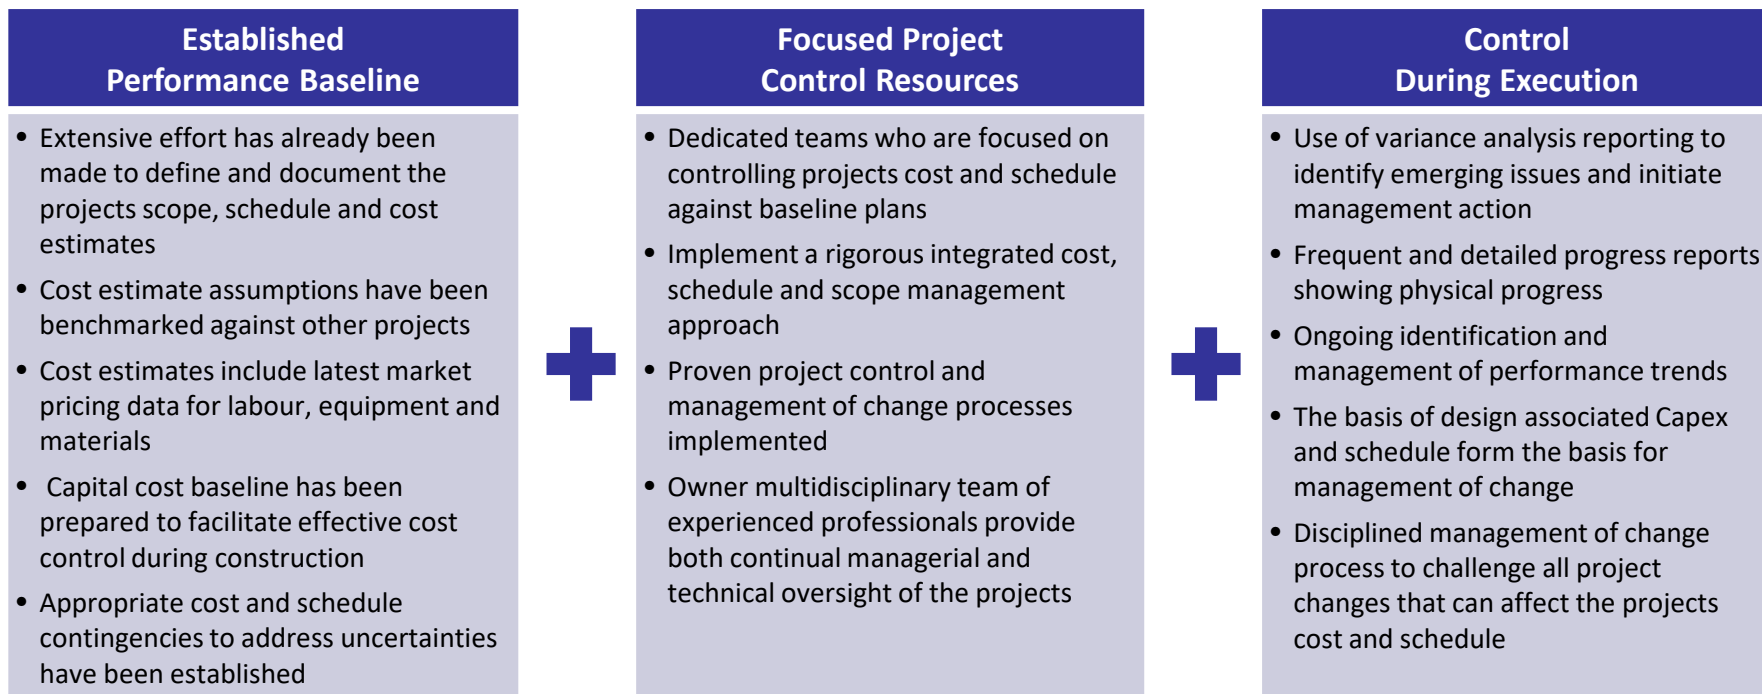 Established
Performance Baseline
• Extensive effort has already been
made to define and document the
projects scope, schedule and cost
estimates
• Cost estimate assumptions have been
benchmarked against other projects
• Cost estimates include latest market
pricing data for labour, equipment and
materials
• Capital cost baseline has been
prepared to facilitate effective cost
control during construction
• Appropriate cost and schedule
contingencies to address uncertainties
have been established
Focused Project
Control Resources
• Dedicated teams who are focused on
controlling projects cost and schedule
against baseline plans
• Implement a rigorous integrated cost,
schedule and scope management
approach
• Proven project control and
management of change processes
implemented
• Owner multidisciplinary team of
experienced professionals provide
both continual managerial and
technical oversight of the projects
Control
During Execution
• Use of variance analysis reporting to
identify emerging issues and initiate
management action
• Frequent and detailed progress reports
showing physical progress
• Ongoing identification and
management of performance trends
• The basis of design associated Capex
and schedule form the basis for
management of change
• Disciplined management of change
process to challenge all project
changes that can affect the projects
cost and schedule